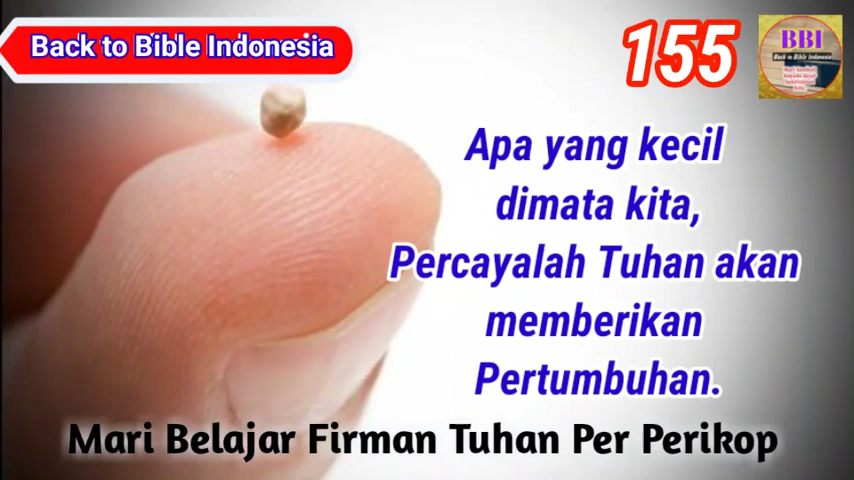 Back to Bible Indonesia
155
BBI
Back to Bible Indonesia
Apa yang kecil
dimata kita,
Percayalah Tuhan akan
memberikan
Pertumbuhan.
Mari Belajar Firman Tuhan Per Perikop